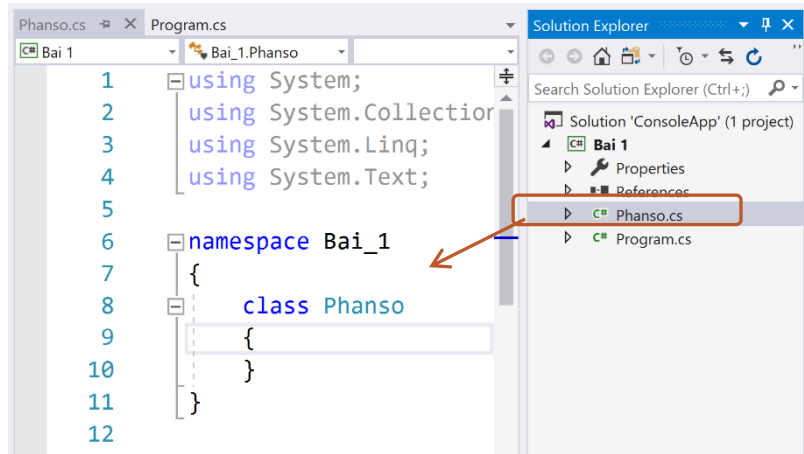 Phanso.cs Program.cs
C# Bai 1 Bai_1.Phanso
1 using System;
2 using System.Collection
3 using System.Linq;
4 using System.Text;
5
6 namespace Bai_1
7 {
8 class Phanso
9 {
10 }
11 }
12
Solution Explorer
Search Solution Explorer (Ctrl+;)
Solution 'ConsoleApp' (1 project)
C# Bai 1
Properties
References
C# Phanso.cs
C# Program.cs